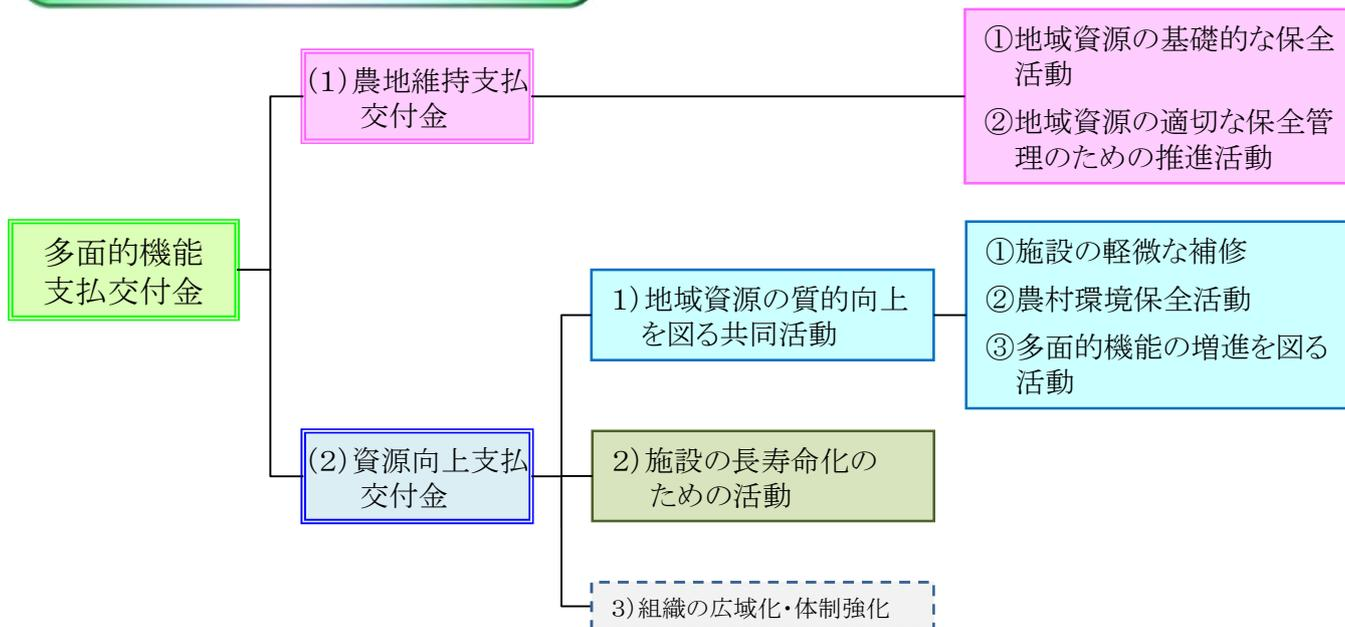 多面的機能
支払交付金
(1)農地維持支払
交付金
①地域資源の基礎的な保全
活動
②地域資源の適切な保全管
理のための推進活動
(2)資源向上支払
交付金
1)地域資源の質的向上
を図る共同活動
①施設の軽微な補修
②農村環境保全活動
③多面的機能の増進を図る
活動
2)施設の長寿命化の
ための活動
3)組織の広域化・体制強化